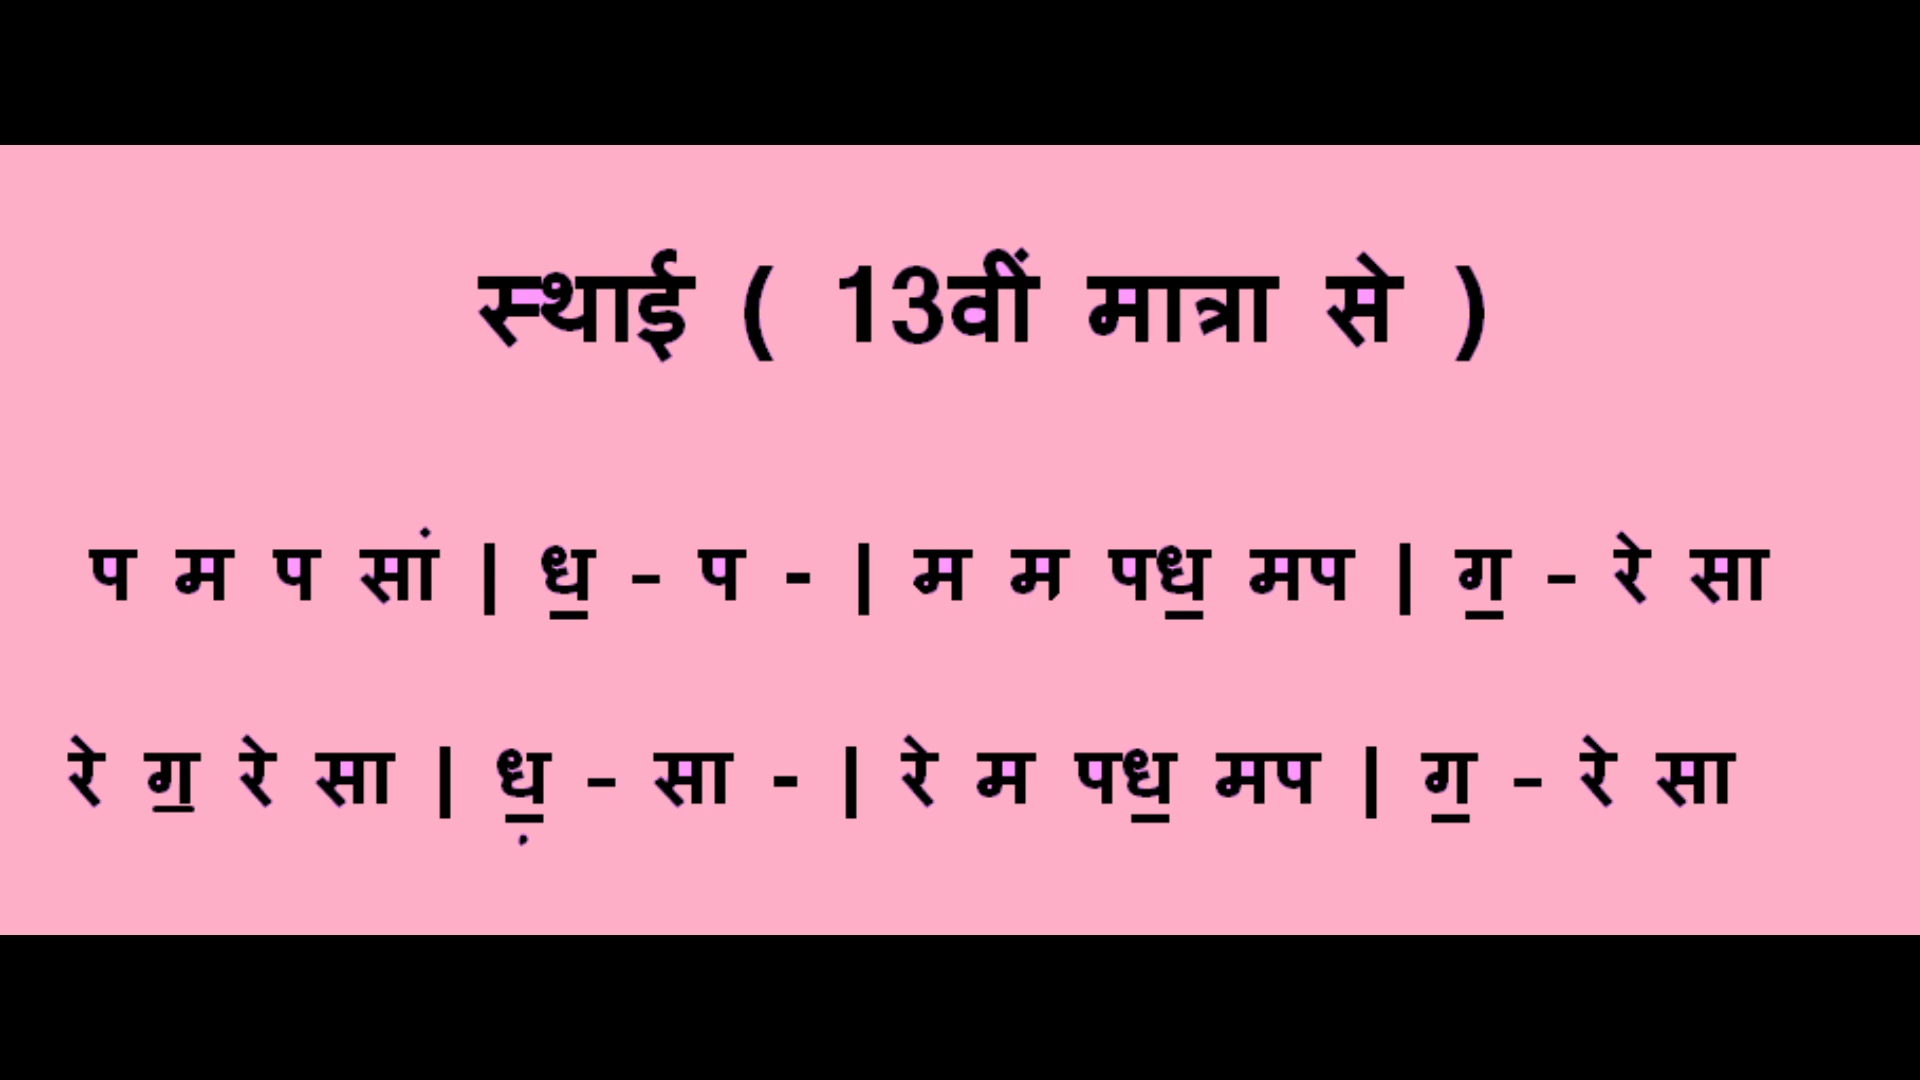 स्थाई ( 13वीं मात्रा से )
प म प सां | ध॒ – प - | म म पध॒ मप | ग॒ – रे सा
रे ग॒ रे सा | ध़॒ – सा - | रे म पध॒ मप | ग॒ – रे सा